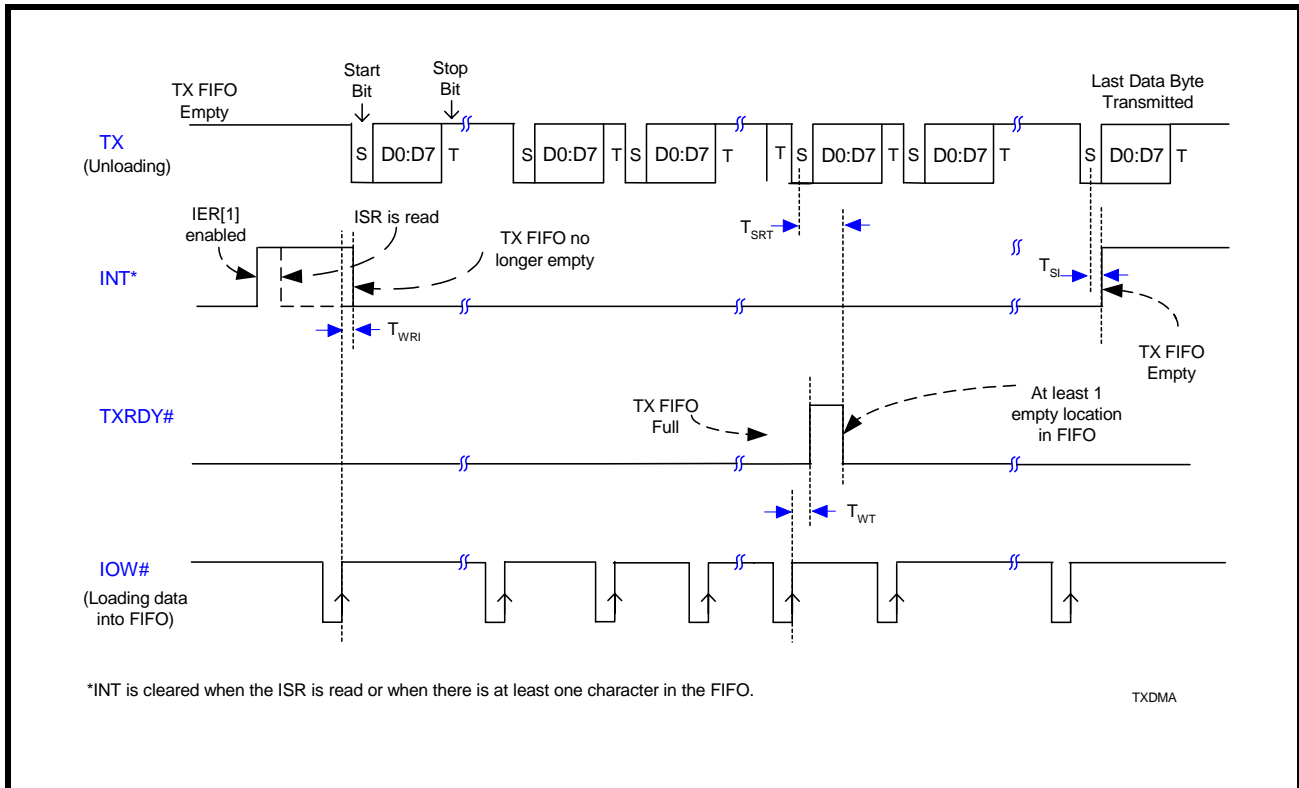 TX FIFO
Empty
Start
Bit
Stop
Bit
Last Data Byte
Transmitted
TX
(Unloading)
S D0:D7 T S D0:D7 T S D0:D7 T T S D0:D7 T S D0:D7 T S D0:D7 T
IER[1]
enabled
ISR is read
TX FIFO no
longer empty
TSRT
TSI
INT*
TWRI
TX FIFO
Empty
TXRDY#
TX FIFO
Full
At least 1
empty location
in FIFO
TWT
IOW#
(Loading data
into FIFO)
*INT is cleared when the ISR is read or when there is at least one character in the FIFO.
TXDMA